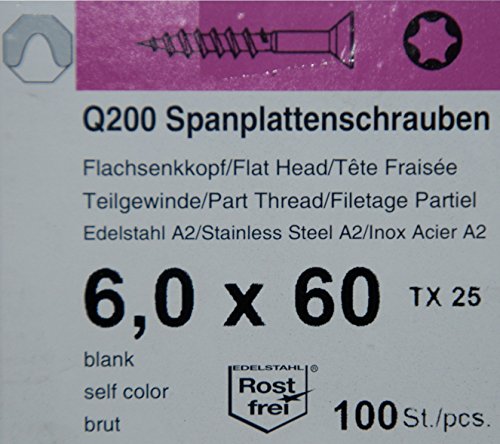 Q200 Spanplattenschrauben
Flachsenkkopf/Flat Head/Tête Fraisée
Teilgewinde/Part Thread/Filetage Partiel
Edelstahl A2/Stainless Steel A2/Inox Acier A2
6,0 x 60 TX 25
blank
self color
brut
EDELSTAHL ®
Rost
frei
100 St./pcs.